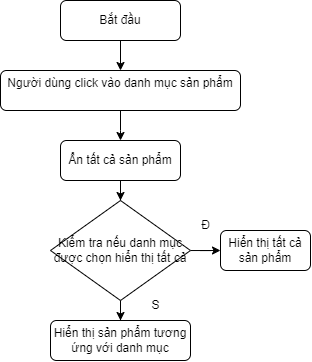 Bắt đầu
Người dùng click vào danh mục sản phẩm
Ẩn tất cả sản phẩm
Kiểm tra nếu danh mục
được chọn hiển thị tất cả
Đ
Hiển thị tất cả
sản phẩm
S
Hiển thị sản phẩm tương
ứng với danh mục